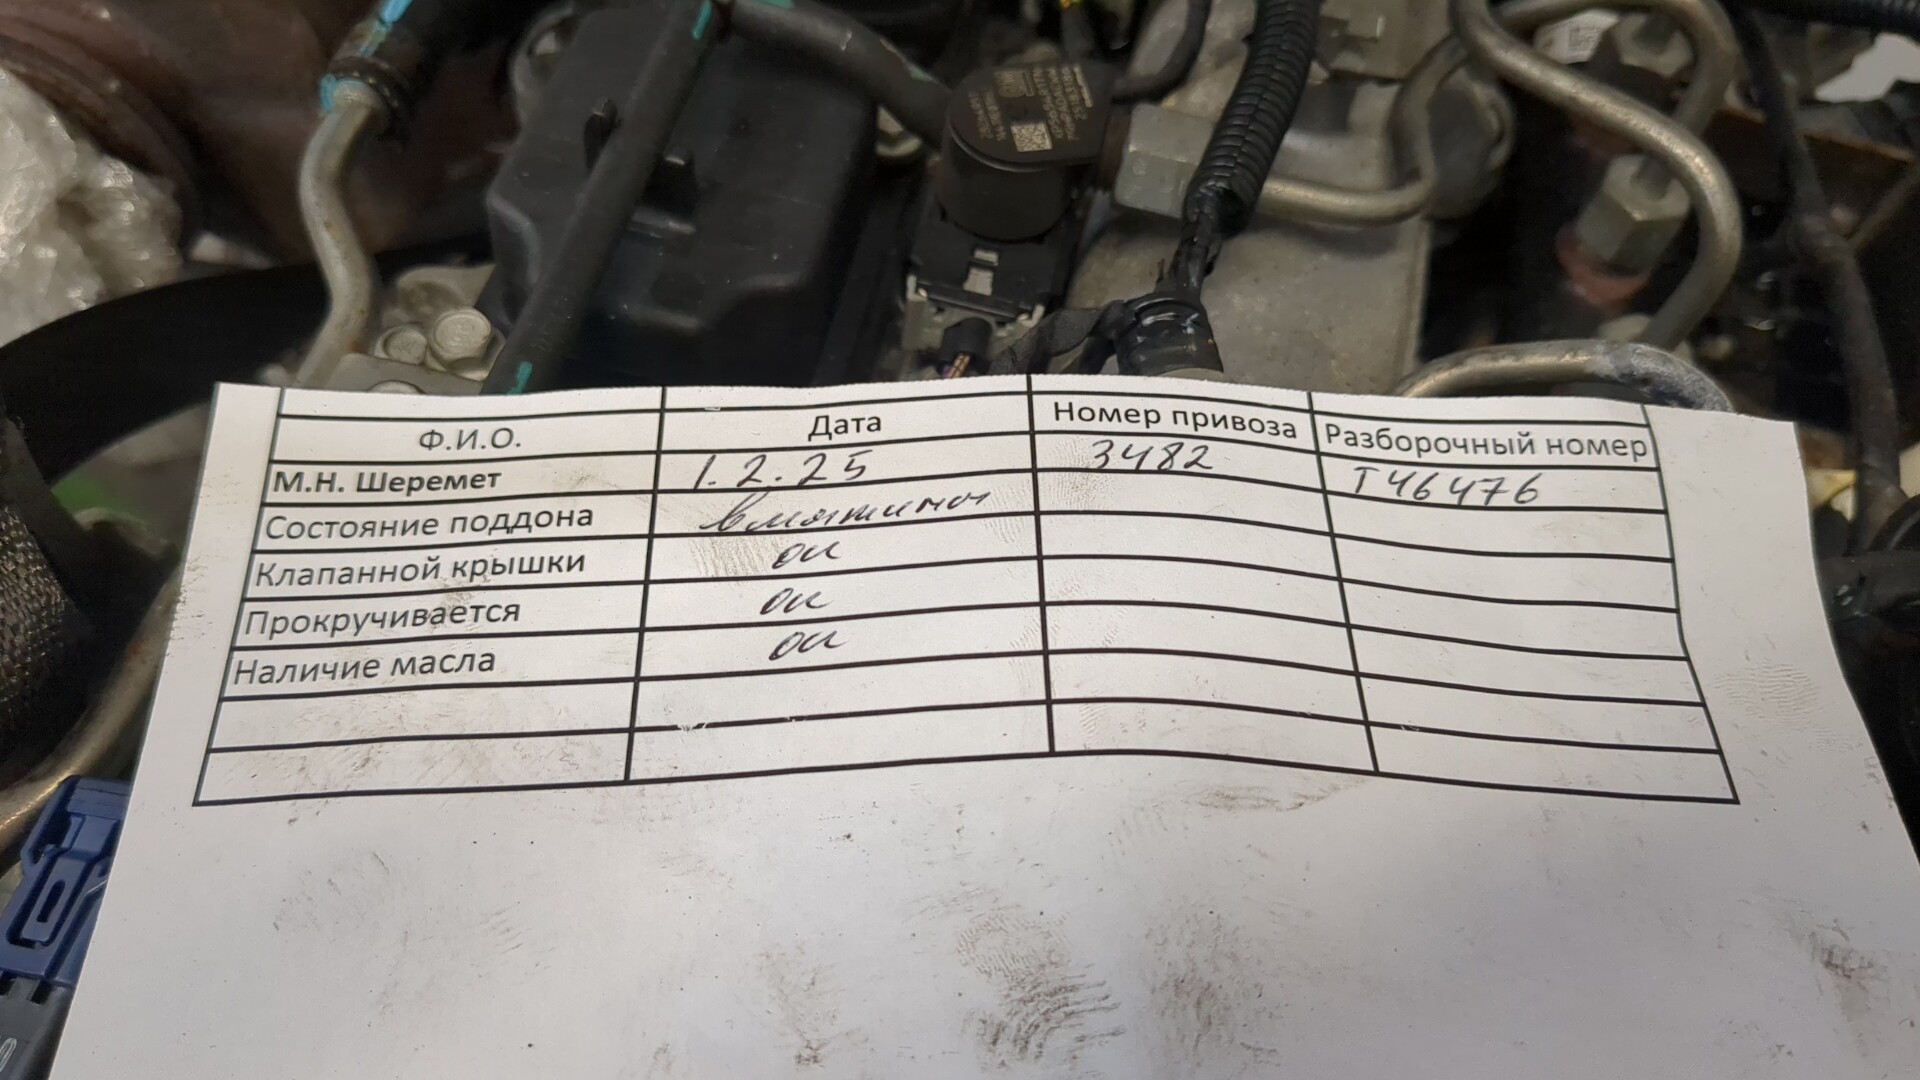 Ф.И.О. Дата Номер привоза Разборочный номер
М.Н. Шеремет 1.2.25 3482 Т46476
Состояние поддона вмятина
Клапанной крышки ок
Прокручивается ок
Наличие масла ок